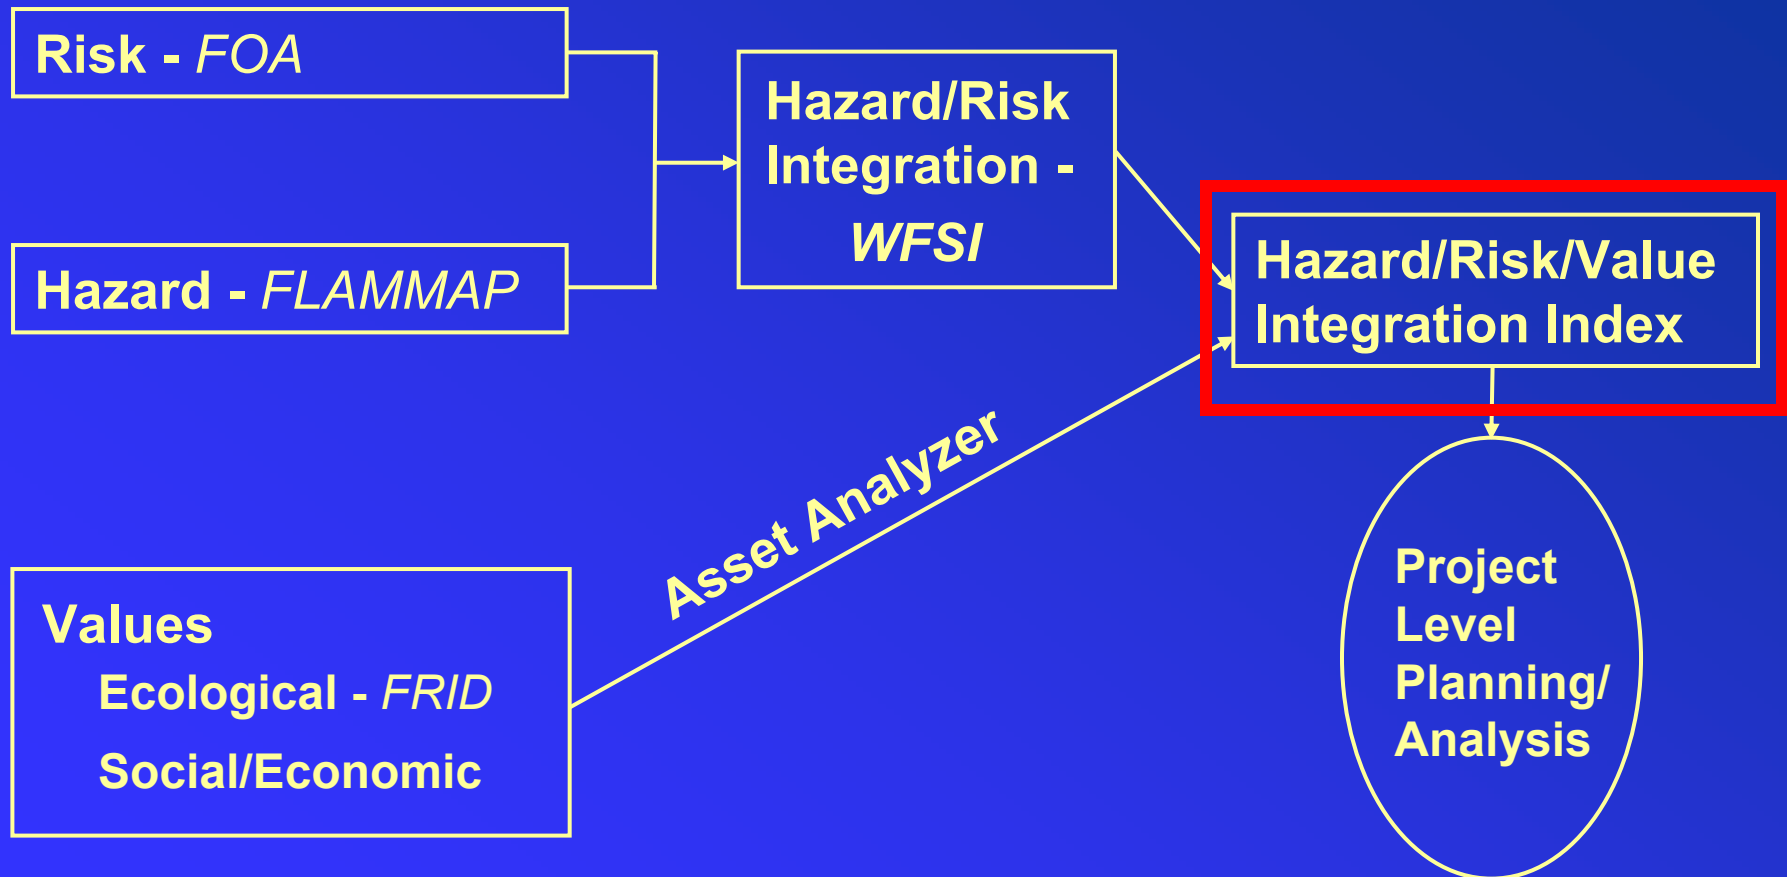 Risk - FOA
Hazard/Risk
Integration -
WFSI
Hazard - FLAMMAP
Hazard/Risk/Value
Integration Index
Asset Analyzer
Values
Ecological - FRID
Social/Economic
Project
Level
Planning/
Analysis